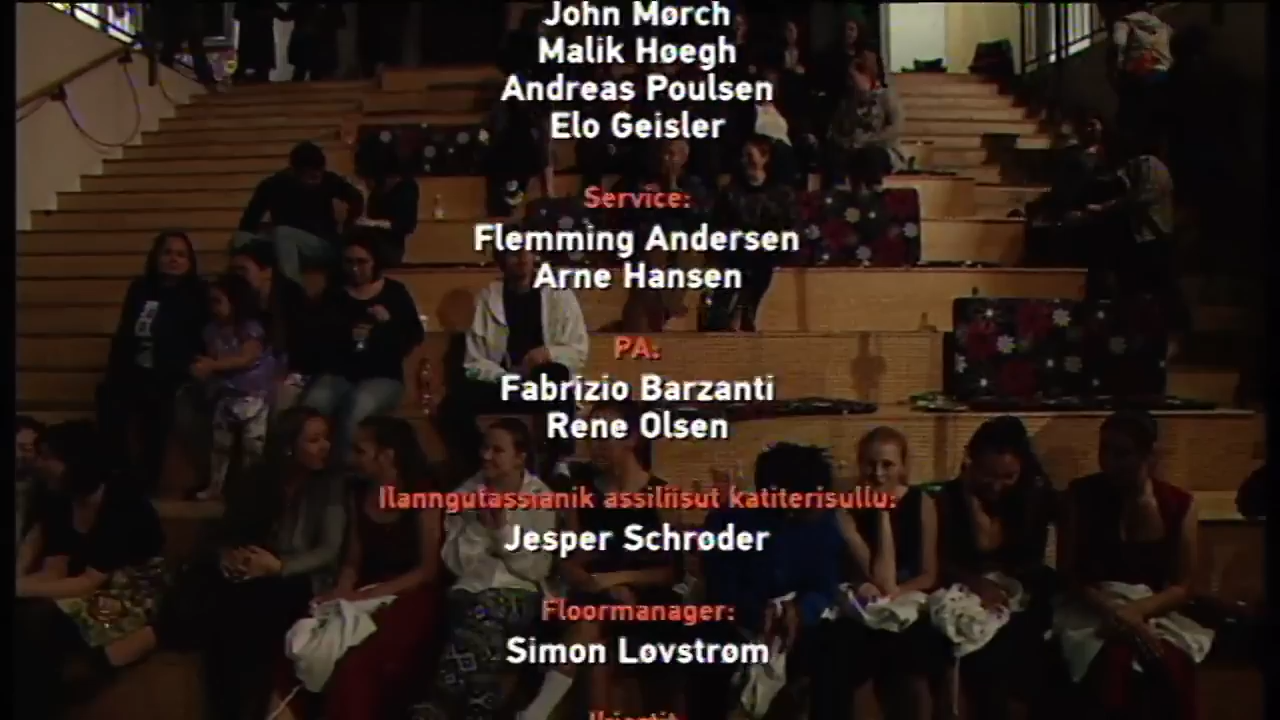 John Mørch
Malik Høegh
Andreas Poulsen
Elo Geisler
Service:
Flemming Andersen
Arne Hansen
PA:
Fabrizio Barzanti
Rene Olsen
Ilanngutassianik assiliisut katiterisullu:
Jesper Schrøder
Floormanager:
Simon Løvstrøm